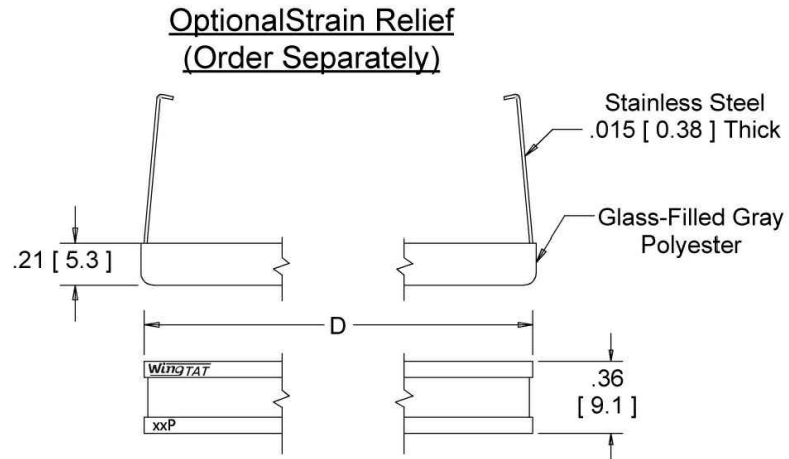 OptionalStrain Relief
(Order Separately)
Stainless Steel
.015 [ 0.38 ] Thick
Glass-Filled Gray
Polyester
.21 [ 5.3 ]
D
WingTAT
.36
[ 9.1 ]
xxP